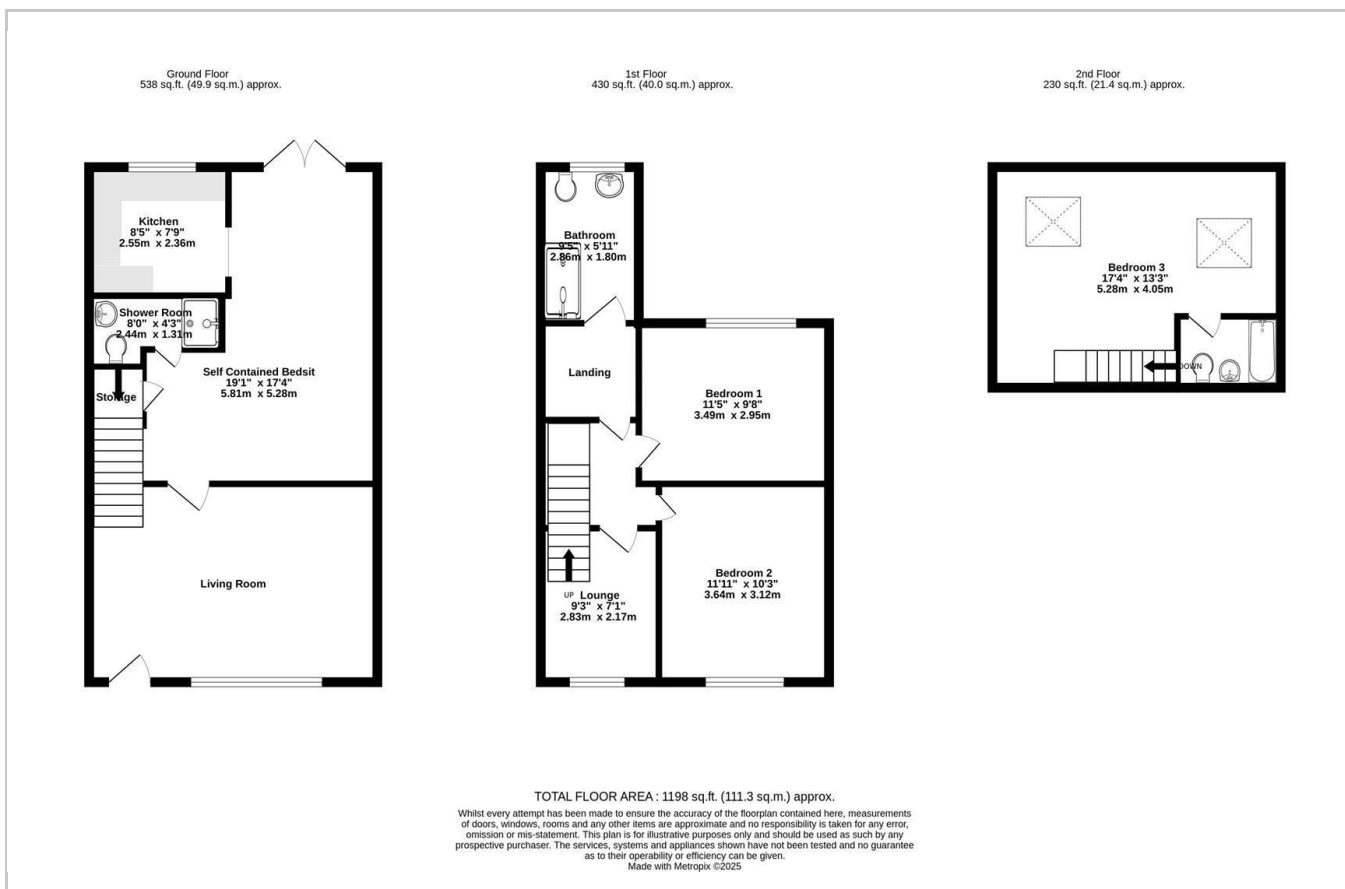 Ground Floor
538 sq.ft. (49.9 sq.m.) approx.
Kitchen
8'5" x 7'9"
2.55m x 2.36m
Shower Room
8'0" x 4'3"
2.44m x 1.31m
Self Contained Bedsit
19'1" x 17'4"
5.81m x 5.28m
Storage
Living Room
1st Floor
430 sq.ft. (40.0 sq.m.) approx.
Bathroom
9'5" x 5'11"
2.86m x 1.80m
Landing
Bedroom 1
11'5" x 9'8"
3.49m x 2.95m
Bedroom 2
11'11" x 10'3"
3.64m x 3.12m
UP
Lounge
9'3" x 7'1"
2.83m x 2.17m
2nd Floor
230 sq.ft. (21.4 sq.m.) approx.
Bedroom 3
17'4" x 13'3"
5.28m x 4.05m
DOWN
TOTAL FLOOR AREA : 1198 sq.ft. (111.3 sq.m.) approx.
Whilst every attempt has been made to ensure the accuracy of the floorplan contained here, measurements
of doors, windows, rooms and any other items are approximate and no responsibility is taken for any error,
omission or mis-statement. This plan is for illustrative purposes only and should be used as such by any
prospective purchaser. The services, systems and appliances shown have not been tested and no guarantee
as to their operability or efficiency can be given.
Made with Metropix ©2025